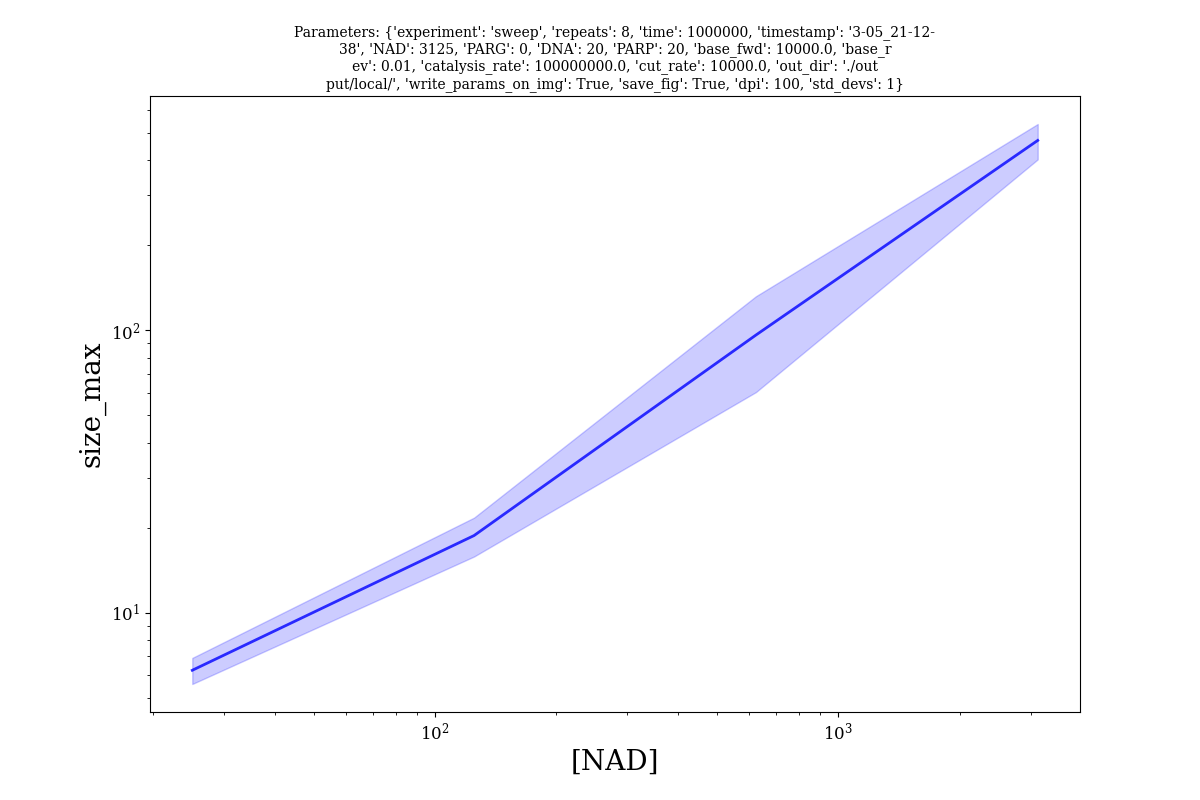 Parameters: {'experiment': 'sweep', 'repeats': 8, 'time': 1000000, 'timestamp': '3-05_21-12-
38', 'NAD': 3125, 'PARG': 0, 'DNA': 20, 'PARP': 20, 'base_fwd': 10000.0, 'base_r
ev': 0.01, 'catalysis_rate': 100000000.0, 'cut_rate': 10000.0, 'out_dir': './out
put/local/', 'write_params_on_img': True, 'save_fig': True, 'dpi': 100, 'std_devs': 1}
size_max
10²
10¹
10²
10³
[NAD]